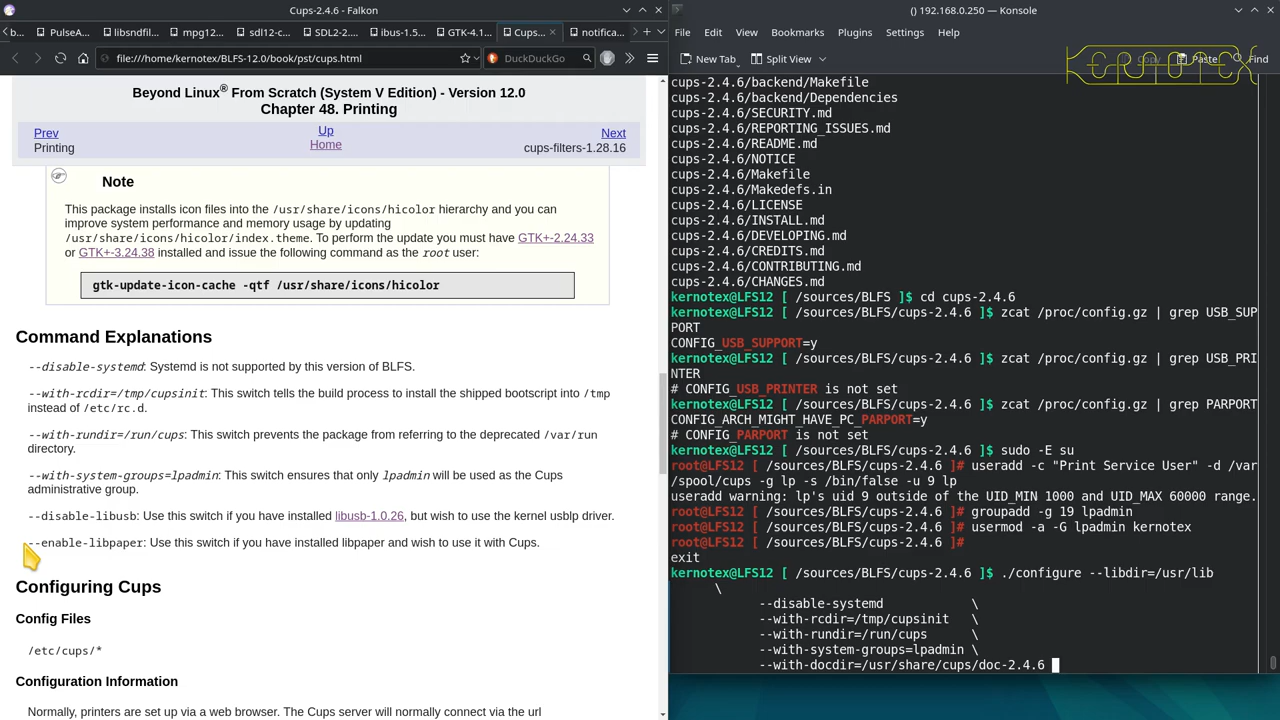 Cups-2.4.6 - Falkon
b...
PulseA...
libsndfil...
mpg12...
sdl12-c...
SDL2-2....
ibus-1.5...
GTK-4.1...
Cups...
notifica...
file:///home/kernotex/BLFS-12.0/book/pst/cups.html
DuckDuckGo
Beyond Linux® From Scratch (System V Edition) - Version 12.0
Chapter 48. Printing
Prev
Up
Next
Printing
Home
cups-filters-1.28.16
Note
This package installs icon files into the /usr/share/icons/hicolor hierarchy and you can
improve system performance and memory usage by updating
/usr/share/icons/hicolor/index.theme. To perform the update you must have GTK+-2.24.33
or GTK+-3.24.38 installed and issue the following command as the root user:
gtk-update-icon-cache -qtf /usr/share/icons/hicolor
Command Explanations
--disable-systemd: Systemd is not supported by this version of BLFS.
--with-rcdir=/tmp/cupsinit: This switch tells the build process to install the shipped bootscript into /tmp
instead of /etc/rc.d.
--with-rundir=/run/cups: This switch prevents the package from referring to the deprecated /var/run
directory.
--with-system-groups=lpadmin: This switch ensures that only lpadmin will be used as the Cups
administrative group.
--disable-libusb: Use this switch if you have installed libusb-1.0.26, but wish to use the kernel usblp driver.
--enable-libpaper: Use this switch if you have installed libpaper and wish to use it with Cups.
Configuring Cups
Config Files
/etc/cups/*
Configuration Information
Normally, printers are set up via a web browser. The Cups server will normally connect via the url
() 192.168.0.250 — Konsole
File Edit View Bookmarks Plugins Settings Help
New Tab
Split View
Copy
Paste
Find
KERNOTEX
cups-2.4.6/backend/Makefile
cups-2.4.6/backend/Dependencies
cups-2.4.6/SECURITY.md
cups-2.4.6/REPORTING_ISSUES.md
cups-2.4.6/README.md
cups-2.4.6/NOTICE
cups-2.4.6/Makefile
cups-2.4.6/Makedefs.in
cups-2.4.6/LICENSE
cups-2.4.6/INSTALL.md
cups-2.4.6/DEVELOPING.md
cups-2.4.6/CREDITS.md
cups-2.4.6/CONTRIBUTING.md
cups-2.4.6/CHANGES.md
kernotex@LFS12 [ /sources/BLFS ]$ cd cups-2.4.6
kernotex@LFS12 [ /sources/BLFS/cups-2.4.6 ]$ zcat /proc/config.gz | grep USB_SUP
PORT
CONFIG_USB_SUPPORT=y
kernotex@LFS12 [ /sources/BLFS/cups-2.4.6 ]$ zcat /proc/config.gz | grep USB_PRI
NTER
# CONFIG_USB_PRINTER is not set
kernotex@LFS12 [ /sources/BLFS/cups-2.4.6 ]$ zcat /proc/config.gz | grep PARPORT
CONFIG_ARCH_MIGHT_HAVE_PC_PARPORT=y
# CONFIG_PARPORT is not set
kernotex@LFS12 [ /sources/BLFS/cups-2.4.6 ]$ sudo -E su
root@LFS12 [ /sources/BLFS/cups-2.4.6 ]# useradd -c "Print Service User" -d /var
/spool/cups -g lp -s /bin/false -u 9 lp
useradd warning: lp's uid 9 outside of the UID_MIN 1000 and UID_MAX 60000 range.
root@LFS12 [ /sources/BLFS/cups-2.4.6 ]# groupadd -g 19 lpadmin
root@LFS12 [ /sources/BLFS/cups-2.4.6 ]# usermod -a -G lpadmin kernotex
root@LFS12 [ /sources/BLFS/cups-2.4.6 ]#
exit
kernotex@LFS12 [ /sources/BLFS/cups-2.4.6 ]$ ./configure --libdir=/usr/lib
\
--disable-systemd \
--with-rcdir=/tmp/cupsinit \
--with-rundir=/run/cups \
--with-system-groups=lpadmin \
--with-docdir=/usr/share/cups/doc-2.4.6